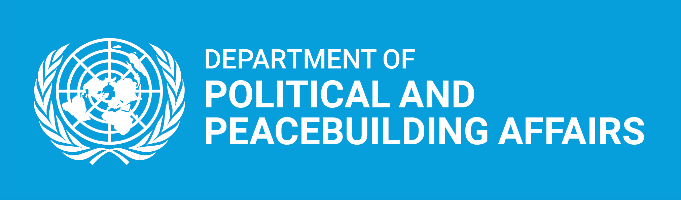 DEPARTMENT OF
POLITICAL AND
PEACEBUILDING AFFAIRS